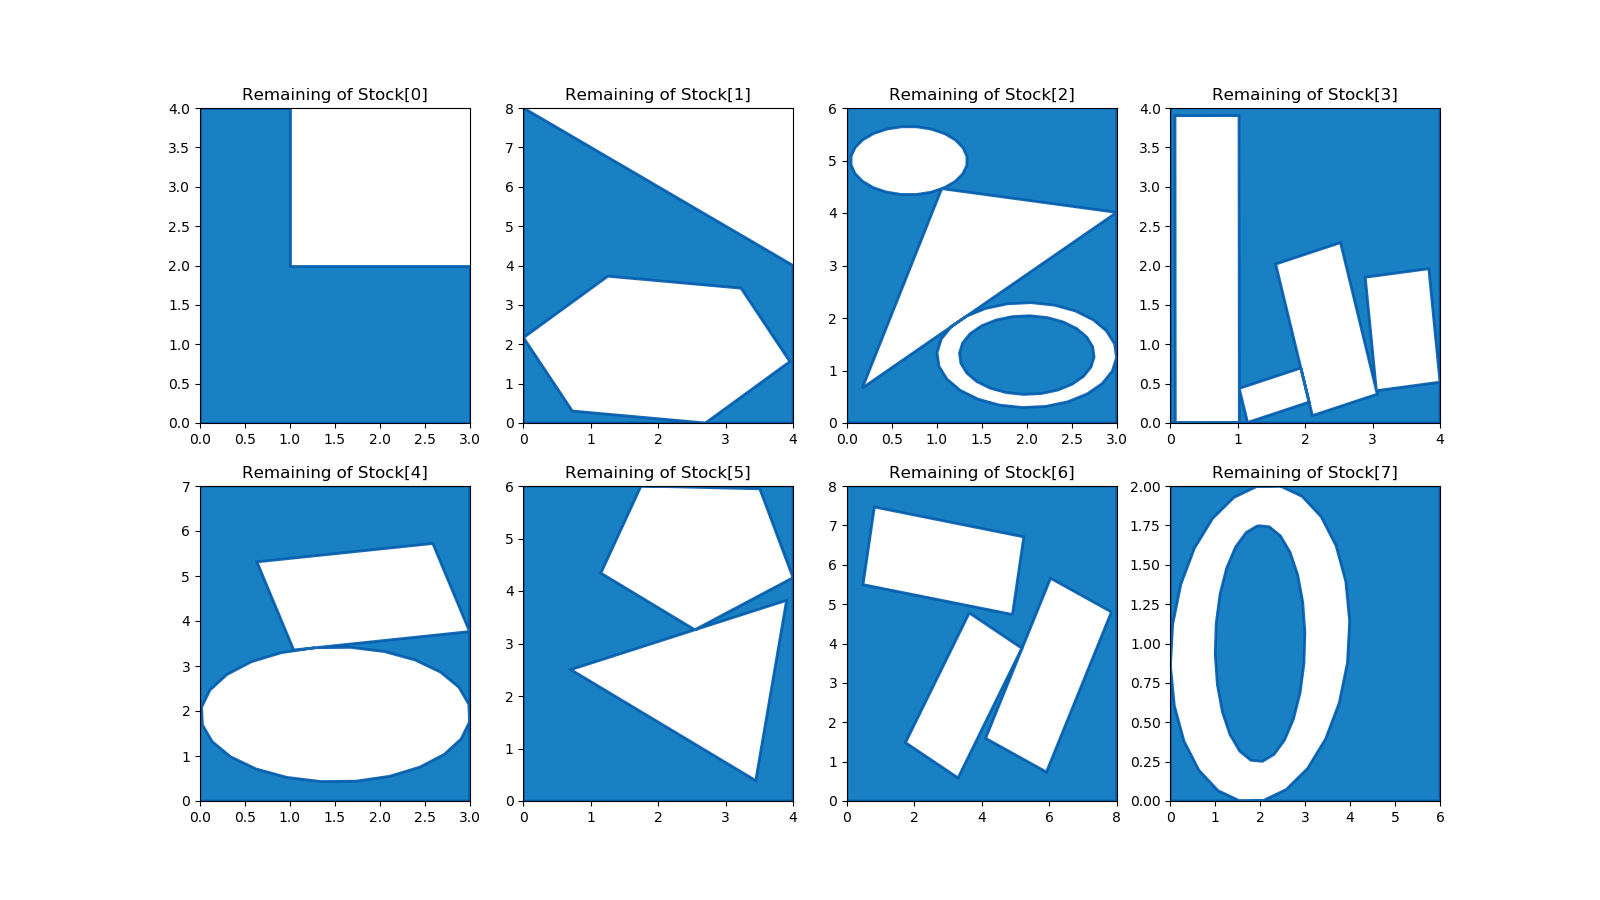 Remaining of Stock[0] Remaining of Stock[1] Remaining of Stock[2] Remaining of Stock[3]
4.0 8 6 4.0
3.5 7 3.5
3.0 6 5 3.0
2.5 5 4 2.5
2.0 4 3 2.0
1.5 3 1.5
1.0 2 2 1.0
0.5 1 1 0.5
0.0 0 0 0.0
0.0 0.5 1.0 1.5 2.0 2.5 3.0 0 1 2 3 4 0.0 0.5 1.0 1.5 2.0 2.5 3.0 0 1 2 3 4
Remaining of Stock[4] Remaining of Stock[5] Remaining of Stock[6] Remaining of Stock[7]
7 6 8 2.00
6 5 7 1.75
5 6 1.50
4 4 5 1.25
3 3 4 1.00
2 2 3 0.75
2 0.50
1 1 1 0.25
0 0 0 0.00
0.0 0.5 1.0 1.5 2.0 2.5 3.0 0 1 2 3 4 0 2 4 6 8 0 1 2 3 4 5 6